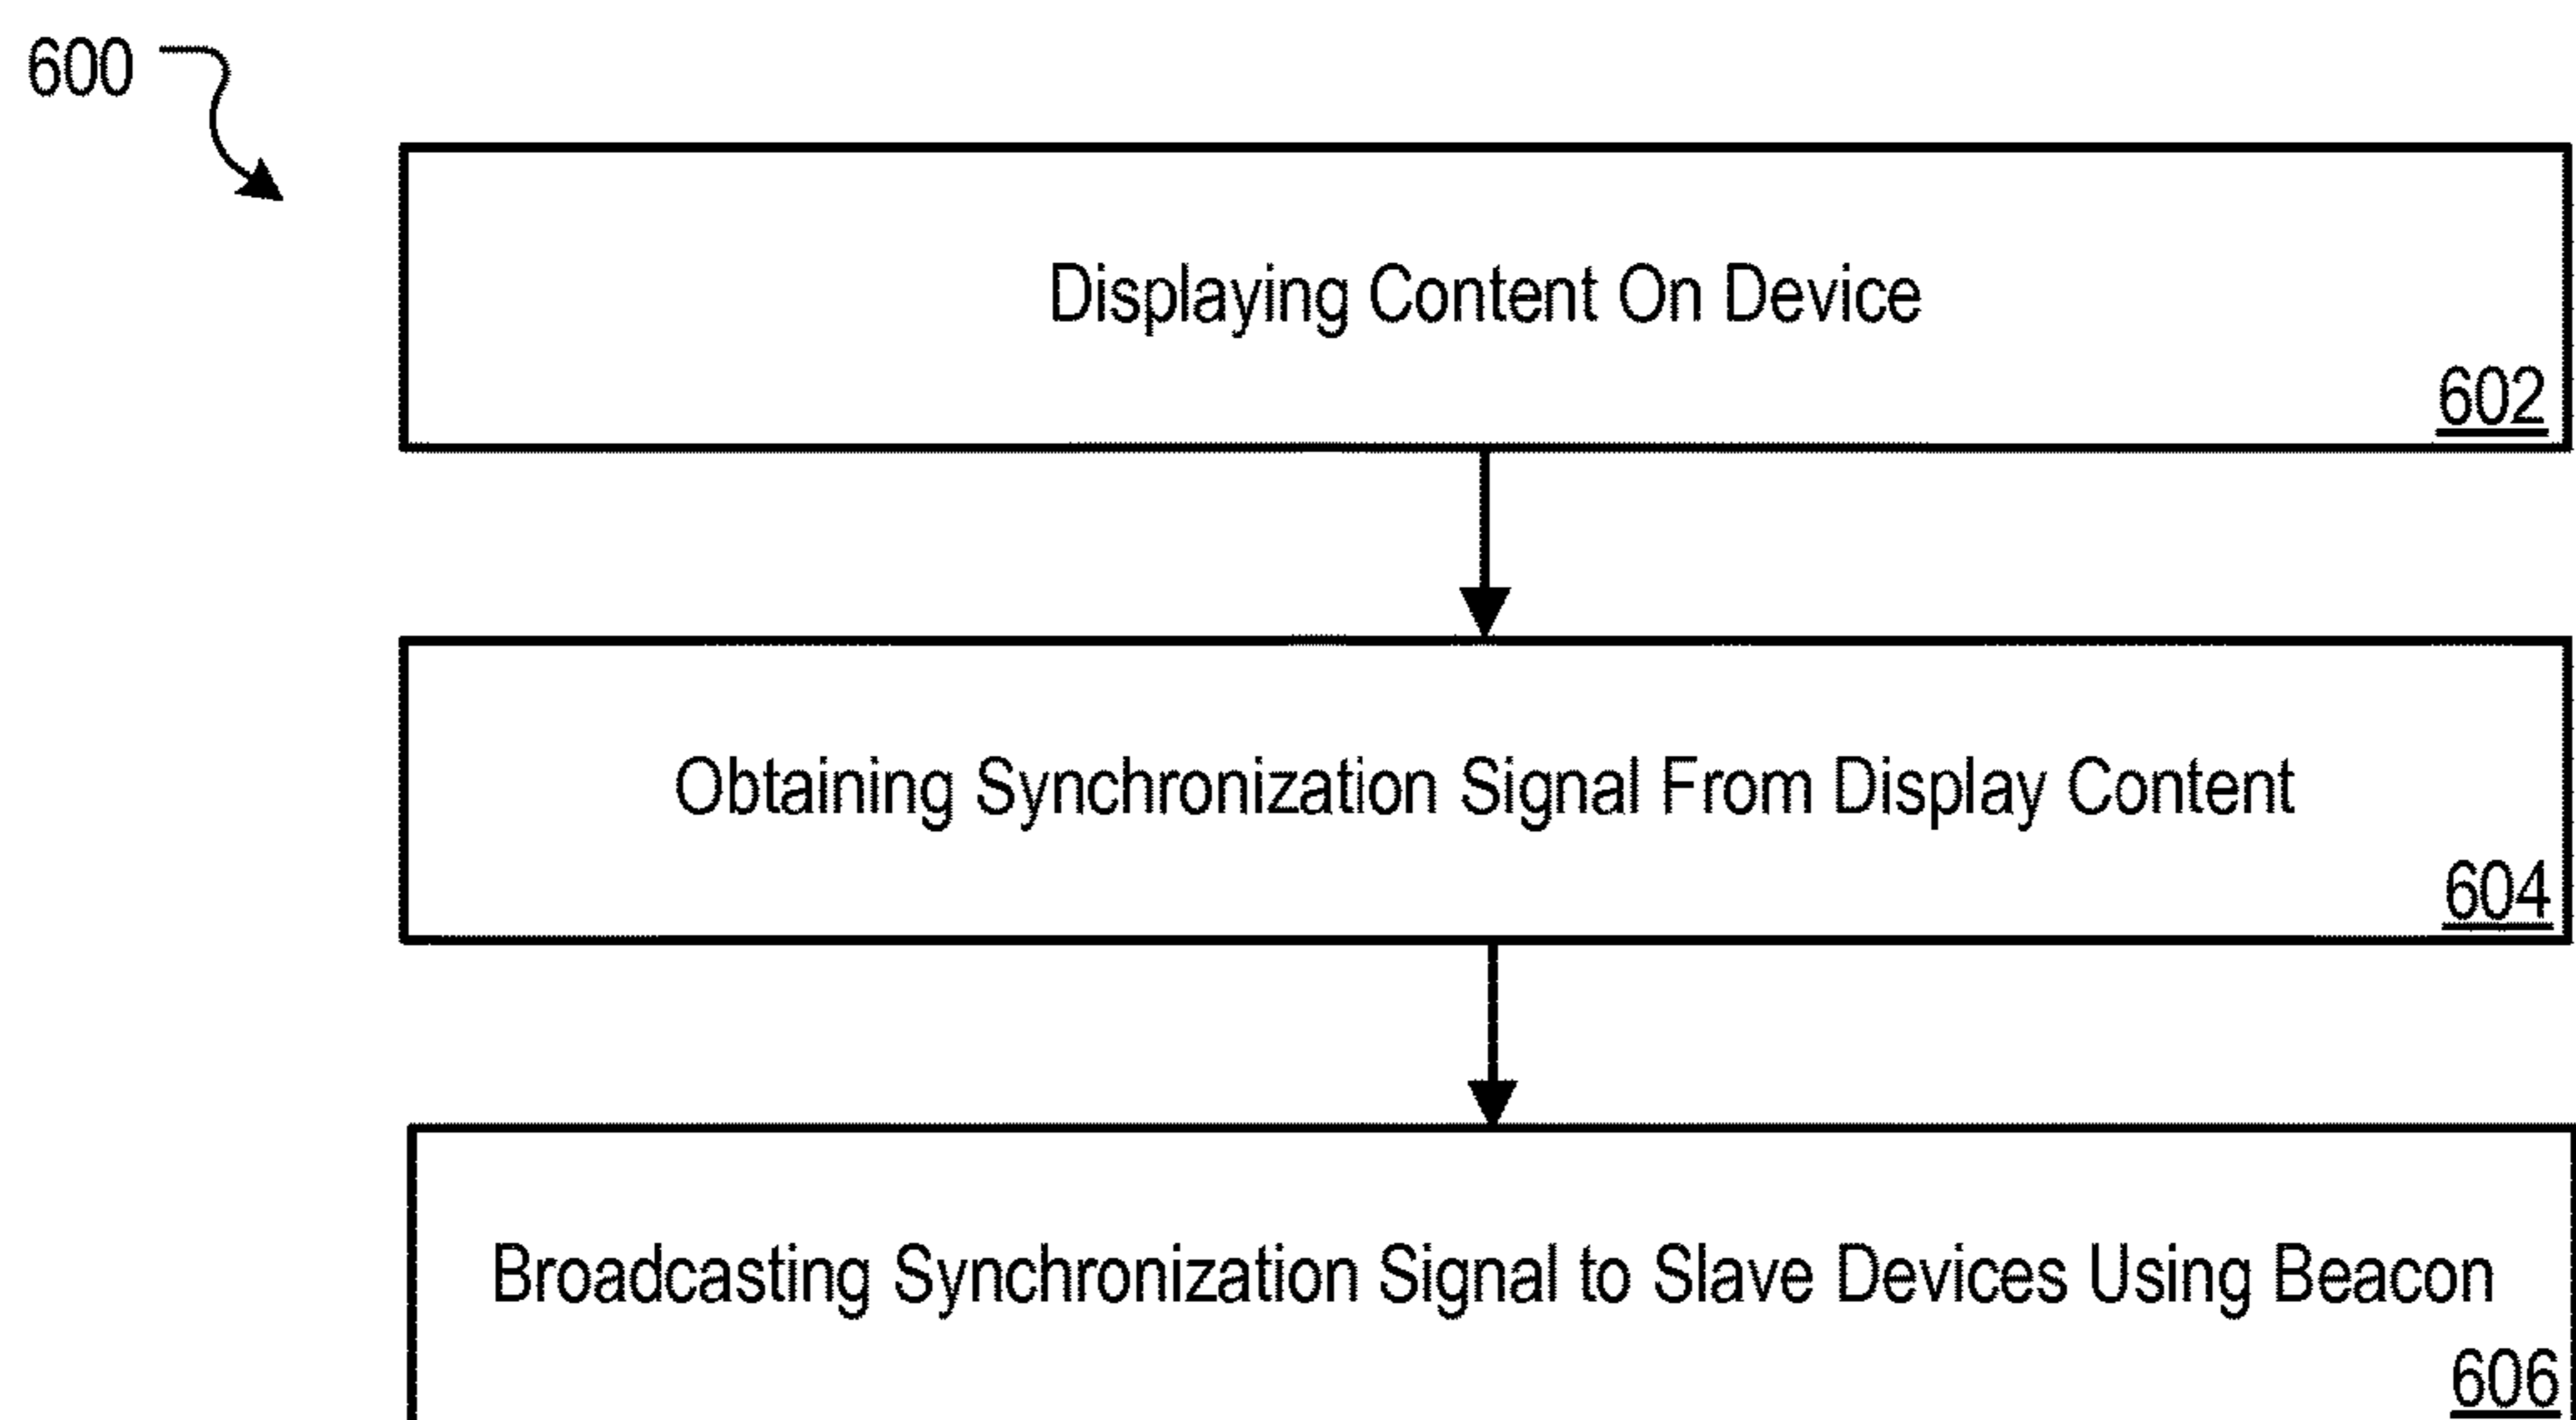 600
Displaying Content On Device
602
Obtaining Synchronization Signal From Display Content
604
Broadcasting Synchronization Signal to Slave Devices Using Beacon
606